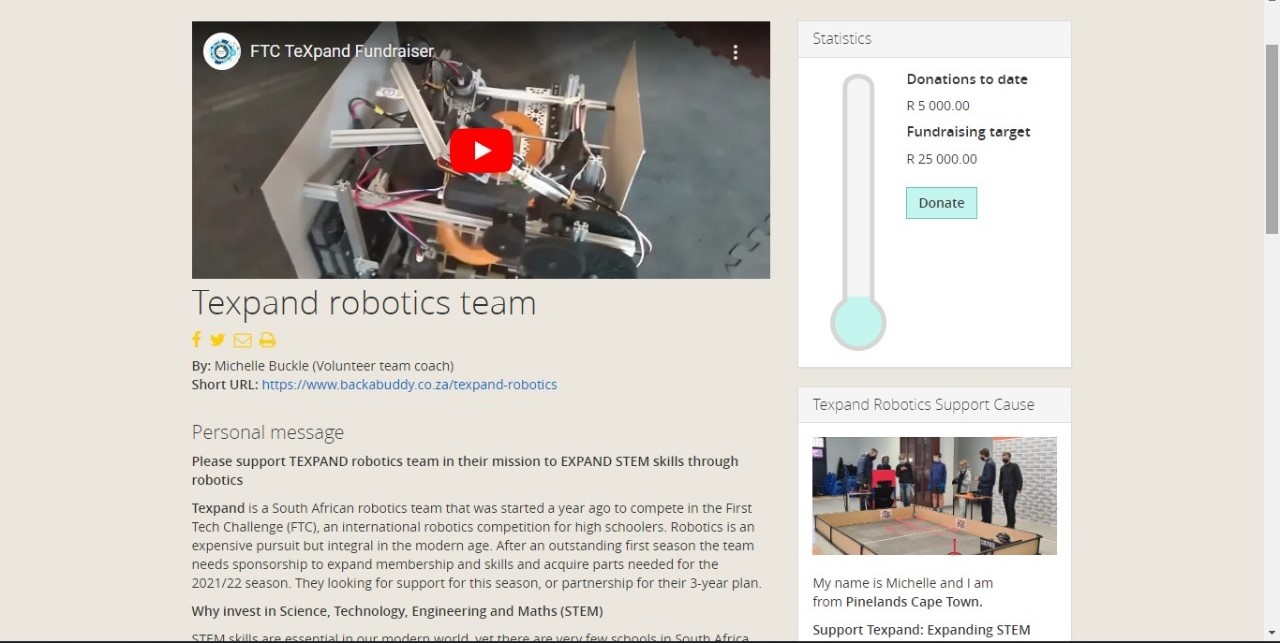 FTC TeXpand Fundraiser
Texpand robotics team
By: Michelle Buckle (Volunteer team coach)
Short URL: https://www.backabuddy.co.za/texpand-robotics
Personal message
Please support TEXPAND robotics team in their mission to EXPAND STEM skills through
robotics
Texpand is a South African robotics team that was started a year ago to compete in the First
Tech Challenge (FTC), an international robotics competition for high schoolers. Robotics is an
expensive pursuit but integral in the modern age. After an outstanding first season the team
needs sponsorship to expand membership and skills and acquire parts needed for the
2021/22 season. They looking for support for this season, or partnership for their 3-year plan.
Why invest in Science, Technology, Engineering and Maths (STEM)
STEM skills are essential in our modern world, yet there are very few schools in South Africa
Statistics
Donations to date
R 5 000.00
Fundraising target
R 25 000.00
Donate
Texpand Robotics Support Cause
My name is Michelle and I am
from Pinelands Cape Town.
Support Texpand: Expanding STEM